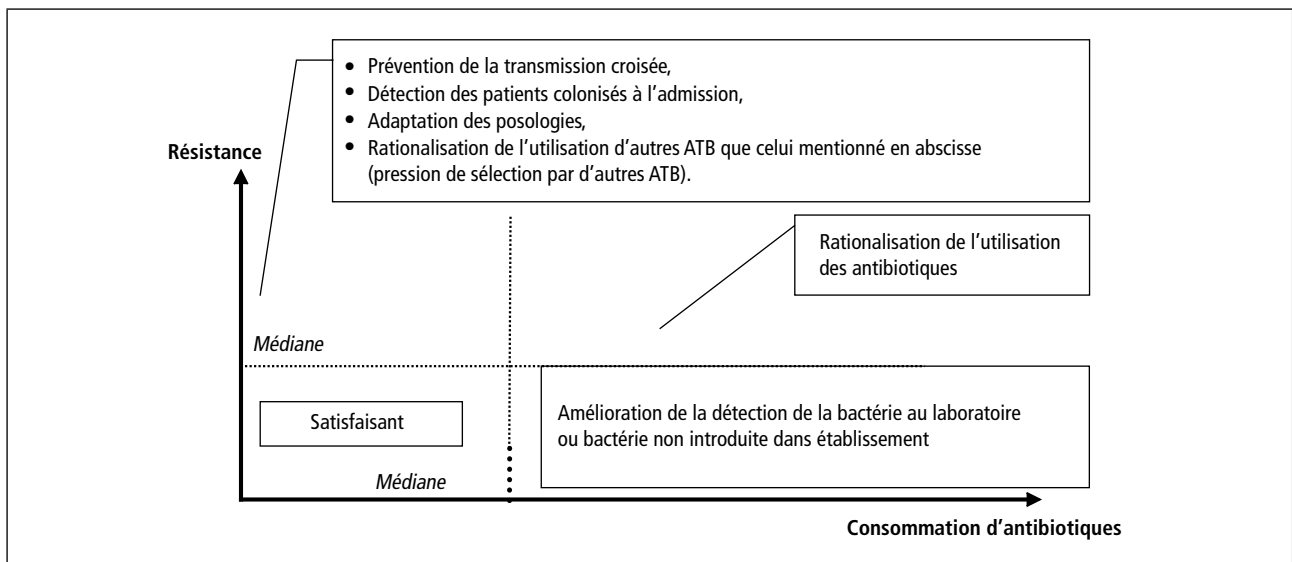 • Prévention de la transmission croisée,
• Détection des patients colonisés à l'admission,
• Adaptation des posologies,
• Rationalisation de l'utilisation d'autres ATB que celui mentionné en abscisse
(pression de sélection par d'autres ATB).
Résistance
Rationalisation de l'utilisation
des antibiotiques
Médiane
Satisfaisant
Amélioration de la détection de la bactérie au laboratoire
ou bactérie non introduite dans établissement
Médiane
Consommation d'antibiotiques